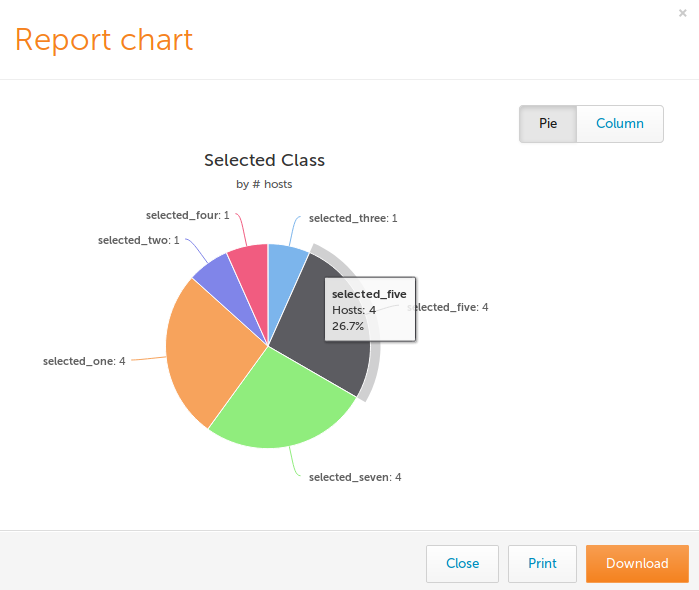 ×
Report chart
Pie
Column
Selected Class
by # hosts
selected_four: 1
selected_three: 1
selected_two: 1
selected_five
Hosts: 4
26.7%
selected_five: 4
selected_one: 4
selected_seven: 4
Close
Print
Download